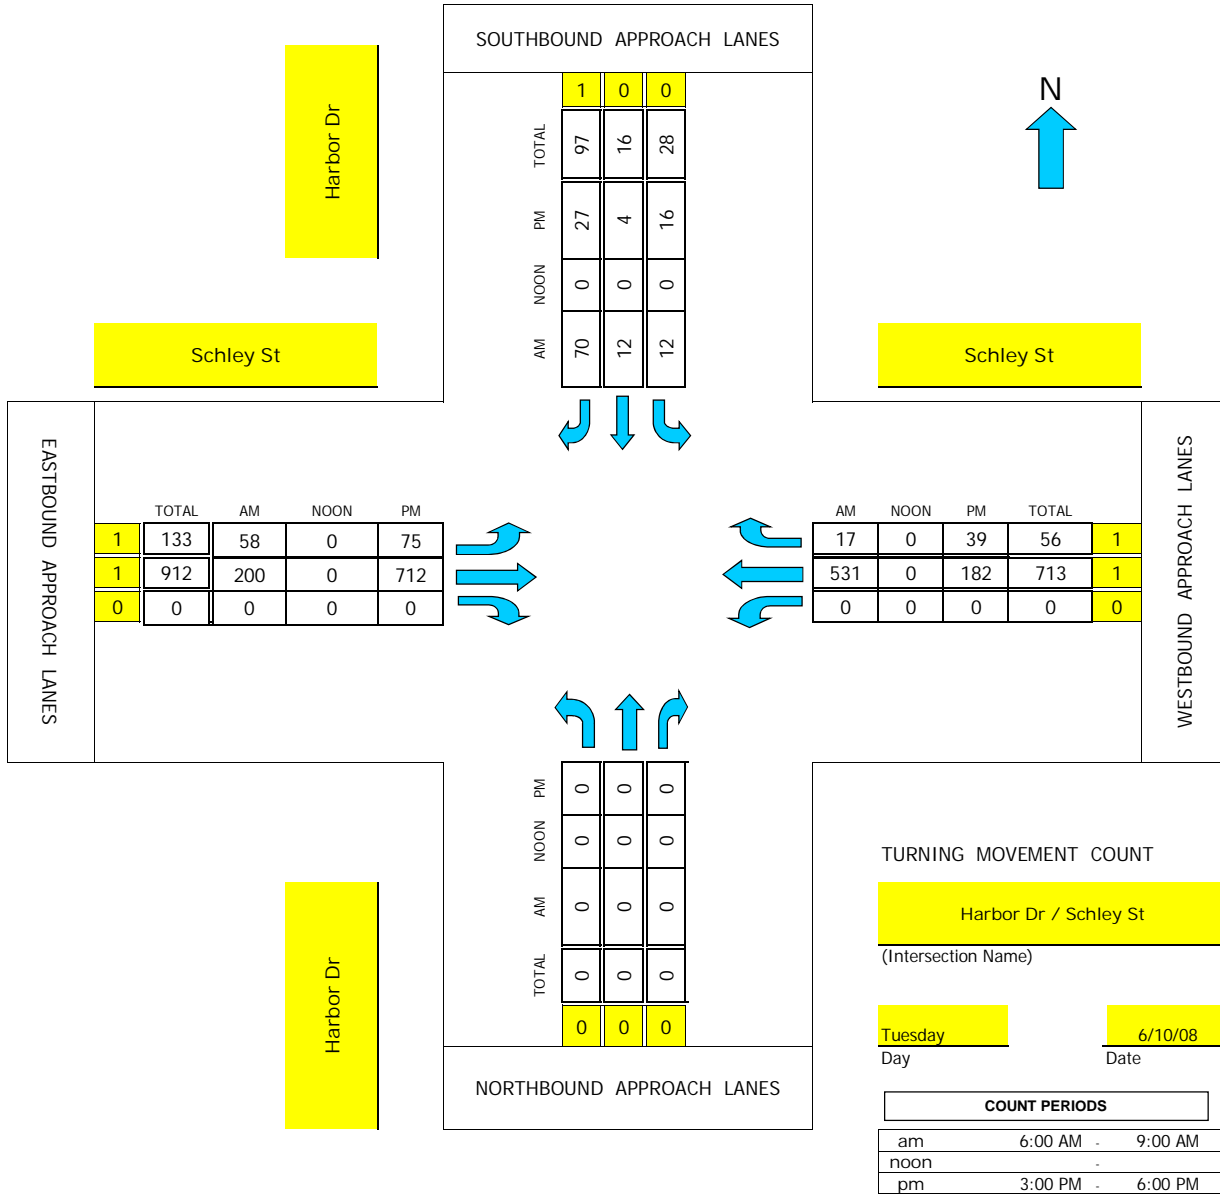 SOUTHBOUND APPROACH LANES
1 0 0
TOTAL 97 16 28
PM 27 4 16
NOON 0 0 0
AM 70 12 12
Harbor Dr
N
Schley St
Schley St
EASTBOUND APPROACH LANES
TOTAL AM NOON PM
1 133 58 0 75
1 912 200 0 712
0 0 0 0 0
AM NOON PM TOTAL
17 0 39 56 1
531 0 182 713 1
0 0 0 0 0
WESTBOUND APPROACH LANES
PM 0 0 0
NOON 0 0 0
AM 0 0 0
TOTAL 0 0 0
0 0 0
NORTHBOUND APPROACH LANES
Harbor Dr
TURNING MOVEMENT COUNT
Harbor Dr / Schley St
(Intersection Name)
Tuesday 6/10/08
Day Date
COUNT PERIODS
am 6:00 AM - 9:00 AM
noon -
pm 3:00 PM - 6:00 PM